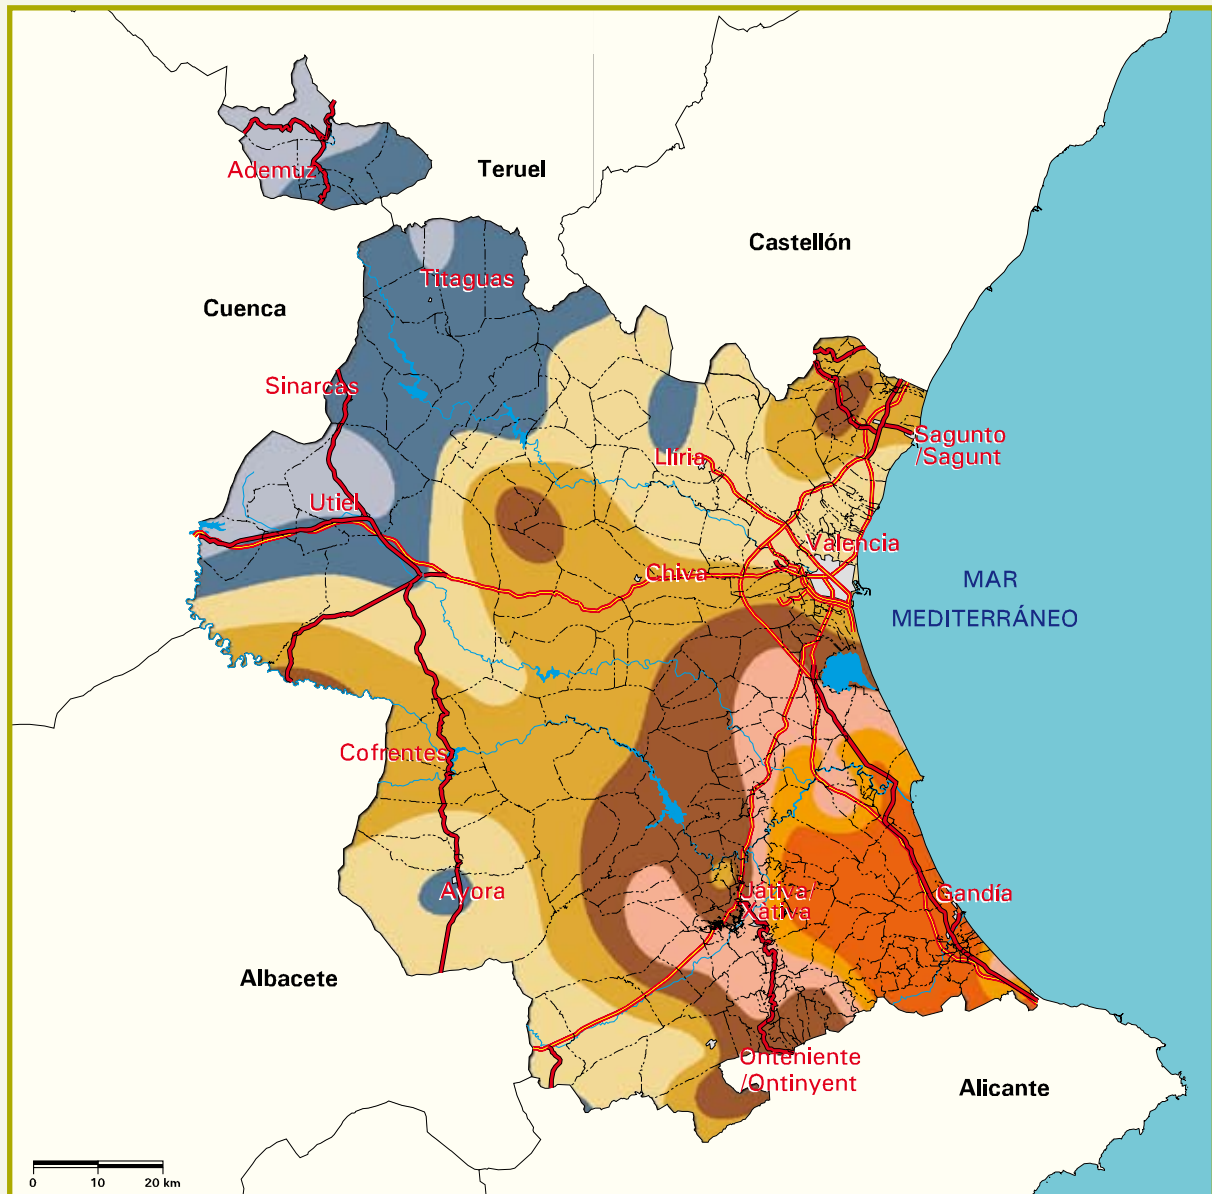 Teruel
Ademuz
Castellón
Titaguas
Cuenca
Sinarcas
Sagunto
/Sagunt
Llíria
Utiel
Valencia
Chiva
MAR
MEDITERRÁNEO
Cofrentes
Ayora
Játiva/
Xàtiva
Gandía
Albacete
Onteniente
/Ontinyent
Alicante
0 10 20 km